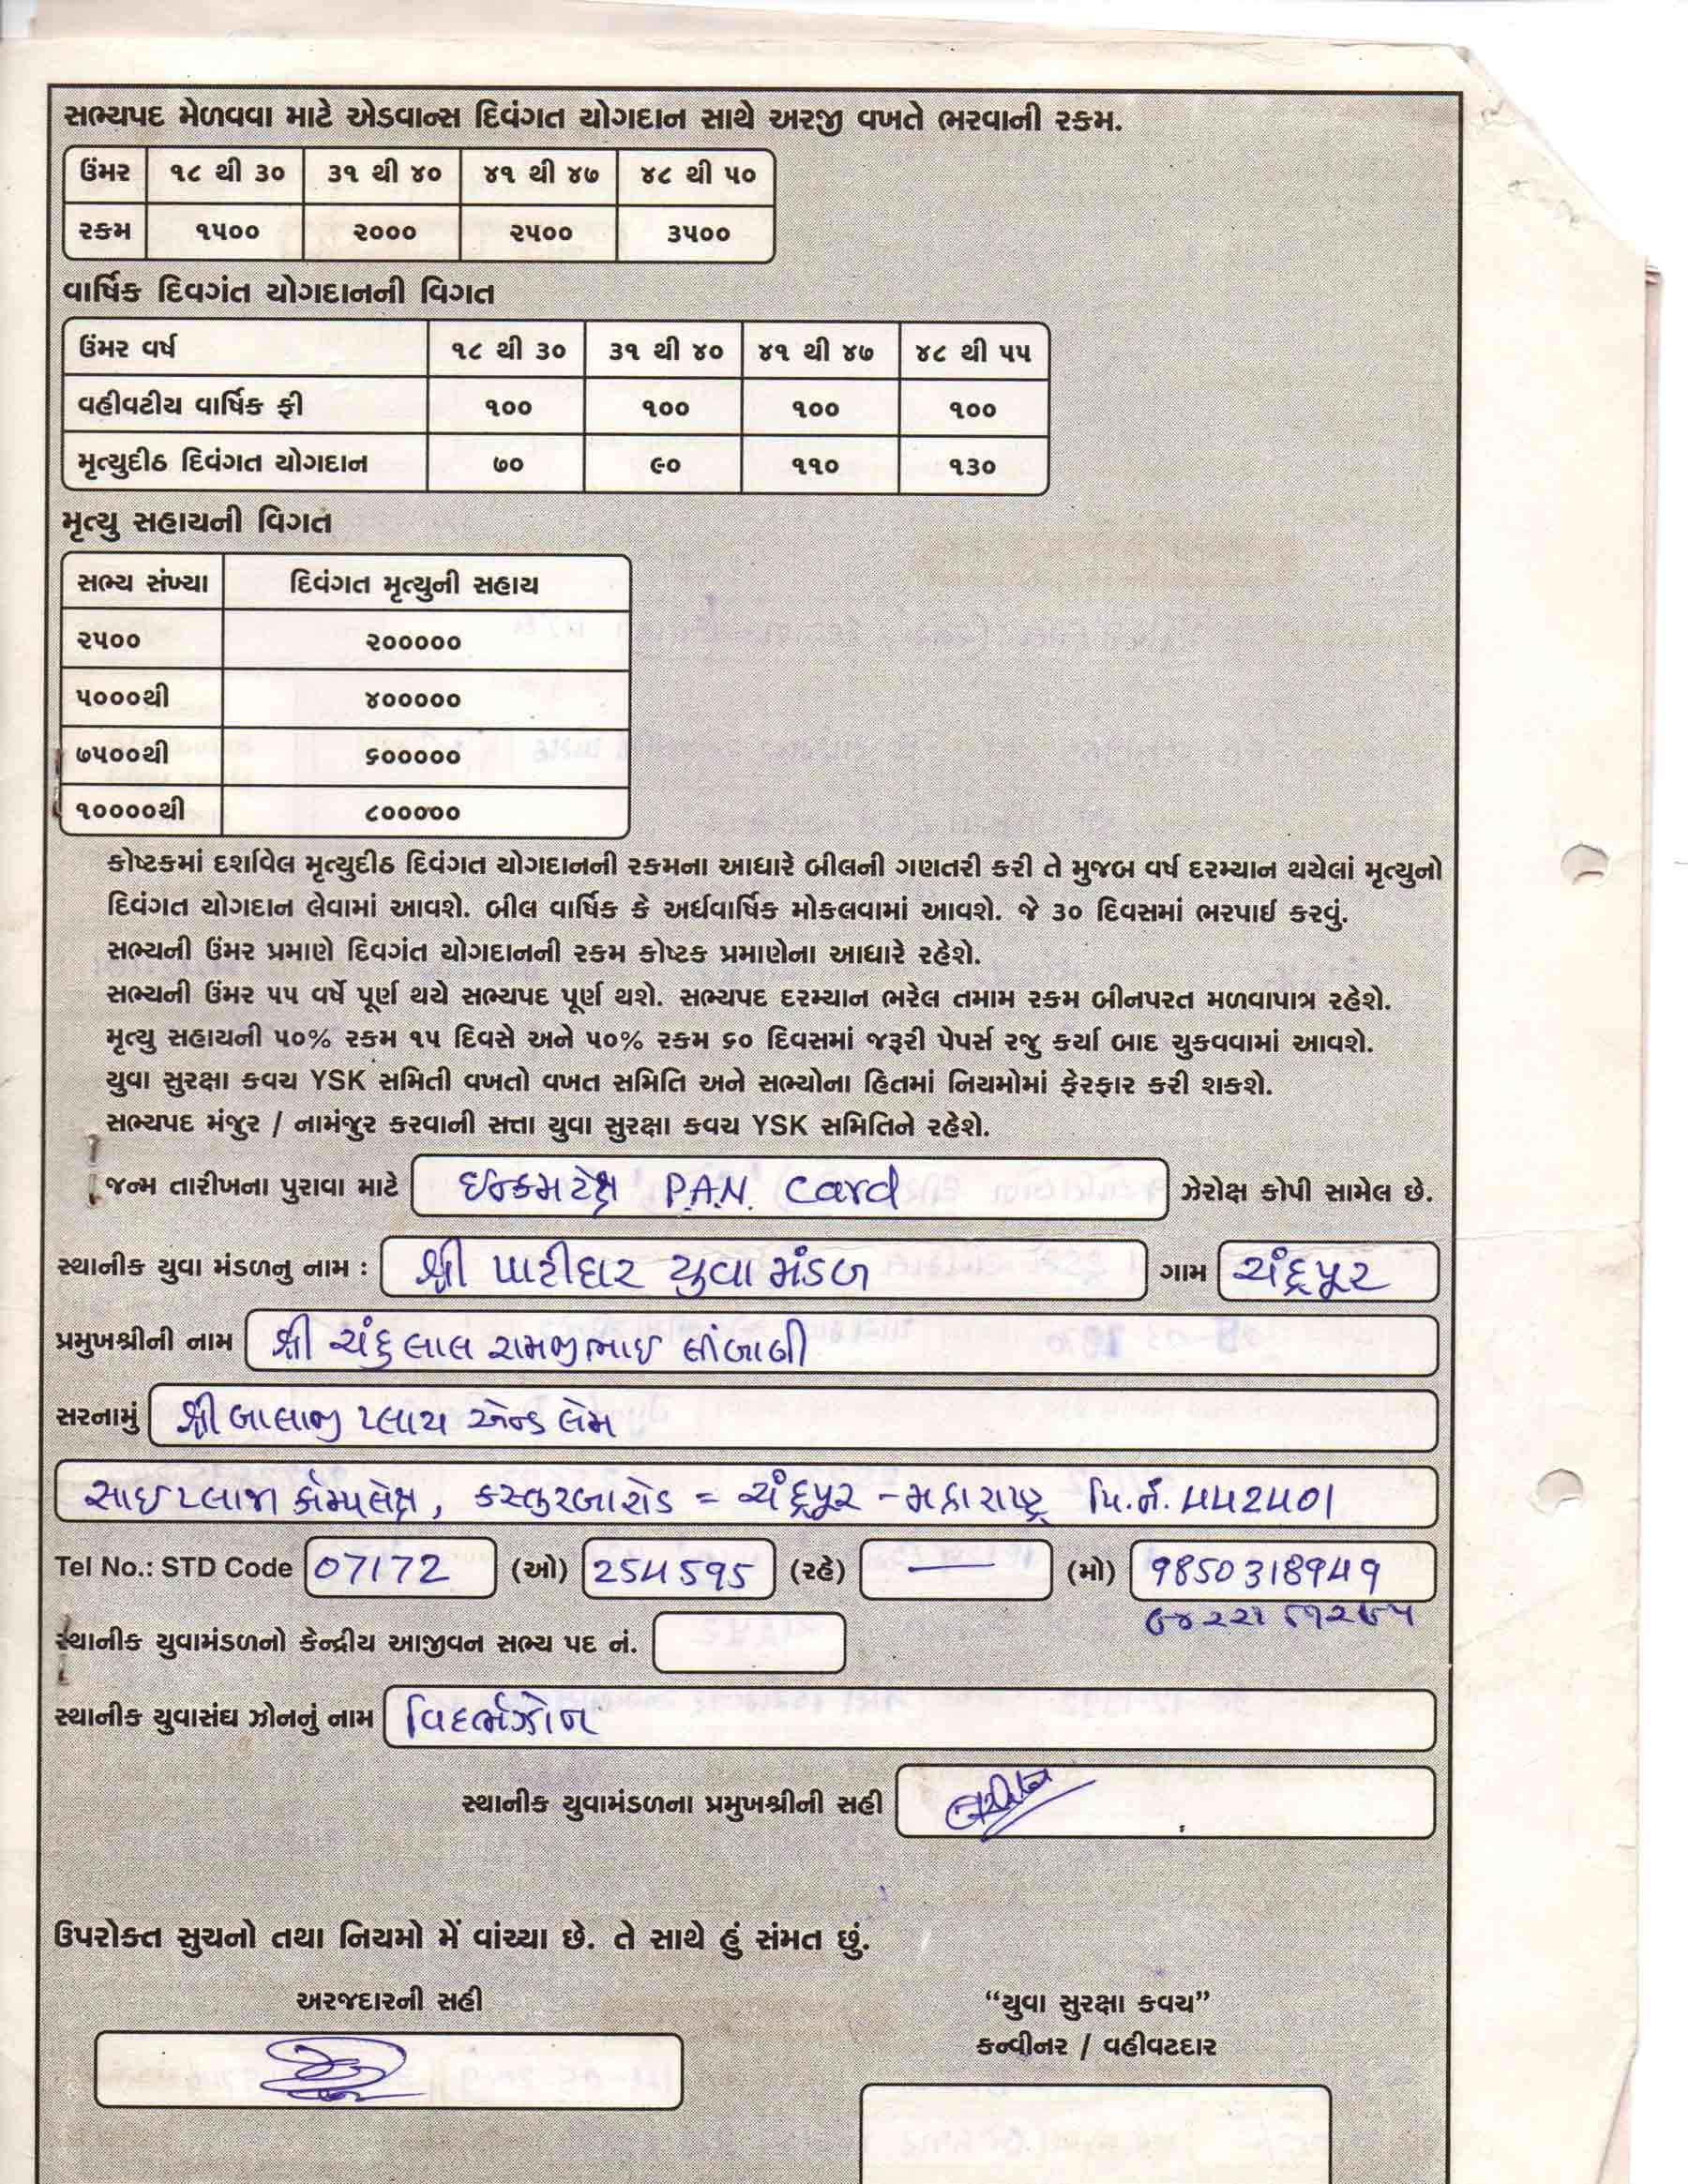 સભ્યપદ મેળવવા માટે એડવાન્સ દિવંગત યોગદાન સાથે અરજી વખતે ભરવાની રકમ.
ઉંમર ૧૮ થી ૩૦ ૩૧ થી ૪૦ ૪૧ થી ૪૭ ૪૮ થી ૫૦
રકમ ૧૫૦૦ ૨૦૦૦ ૨૫૦૦ ૩૫૦૦
વાર્ષિક દિવગંત યોગદાનની વિગત
ઉંમર વર્ષ ૧૮ થી ૩૦ ૩૧ થી ૪૦ ૪૧ થી ૪૭ ૪૮ થી ૫૫
વહીવટીય વાર્ષિક ફી ૧૦૦ ૧૦૦ ૧૦૦ ૧૦૦
મૃત્યુદીઠ દિવંગત યોગદાન ૭૦ ૯૦ ૧૧૦ ૧૩૦
મૃત્યુ સહાયની વિગત
સભ્ય સંખ્યા દિવંગત મૃત્યુની સહાય
૨૫૦૦ ૨૦૦૦૦૦
૫૦૦૦થી ૪૦૦૦૦૦
૭૫૦૦થી ૬૦૦૦૦૦
૧૦૦૦૦થી ૮૦૦૦૦૦
કોષ્ટકમાં દર્શાવેલ મૃત્યુદીઠ દિવંગત યોગદાનની રકમના આધારે બીલની ગણતરી કરી તે મુજબ વર્ષ દરમ્યાન થયેલાં મૃત્યુનો
દિવંગત યોગદાન લેવામાં આવશે. બીલ વાર્ષિક કે અર્ધવાર્ષિક મોકલવામાં આવશે. જે ૩૦ દિવસમાં ભરપાઈ કરવું.
સભ્યની ઉંમર પ્રમાણે દિવગંત યોગદાનની રકમ કોષ્ટક પ્રમાણેના આધારે રહેશે.
સભ્યની ઉંમર ૫૫ વર્ષે પૂર્ણ થયે સભ્યપદ પૂર્ણ થશે. સભ્યપદ દરમ્યાન ભરેલ તમામ રકમ બીનપરત મળવાપાત્ર રહેશે.
મૃત્યુ સહાયની ૫૦% રકમ ૧૫ દિવસે અને ૫૦% રકમ ૬૦ દિવસમાં જરૂરી પેપર્સ રજુ કર્યા બાદ ચુકવવામાં આવશે.
યુવા સુરક્ષા કવચ YSK સમિતી વખતો વખત સમિતિ અને સભ્યોના હિતમાં નિયમોમાં ફેરફાર કરી શકશે.
સભ્યપદ મંજુર / નામંજુર કરવાની સત્તા યુવા સુરક્ષા કવચ YSK સમિતિને રહેશે.
જન્મ તારીખના પુરાવા માટે ઇન્કમટેક્ષ P.A.N. Card ઝેરોક્ષ કોપી સામેલ છે.
સ્થાનીક યુવા મંડળનુ નામ : શ્રી પાટીદાર યુવા મંડળ ગામ ચંદ્રપૂર
પ્રમુખશ્રીની નામ શ્રી ચંદુલાલ રામજીભાઇ લીંબાણી
સરનામું શ્રી બાલાજી પ્લાય એન્ડ લેમ
સાઇ પ્લાજા કોમ્પલેક્ષ, કસ્તુરબા રોડ = ચંદ્રપૂર - મહારાષ્ટ્ર પિ.નં. 442401
Tel No.: STD Code 07172 (ઓ) 254595 (રહે) — (મો) 9850318949
સ્થાનીક યુવામંડળનો કેન્દ્રીય આજીવન સભ્ય પદ નં.
સ્થાનીક યુવાસંઘ ઝોનનું નામ વિદર્ભઝોન
સ્થાનીક યુવામંડળના પ્રમુખશ્રીની સહી
ઉપરોક્ત સુચનો તથા નિયમો મેં વાંચ્યા છે. તે સાથે હું સંમત છું.
અરજદારની સહી
“યુવા સુરક્ષા કવચ”
કન્વીનર / વહીવટદાર